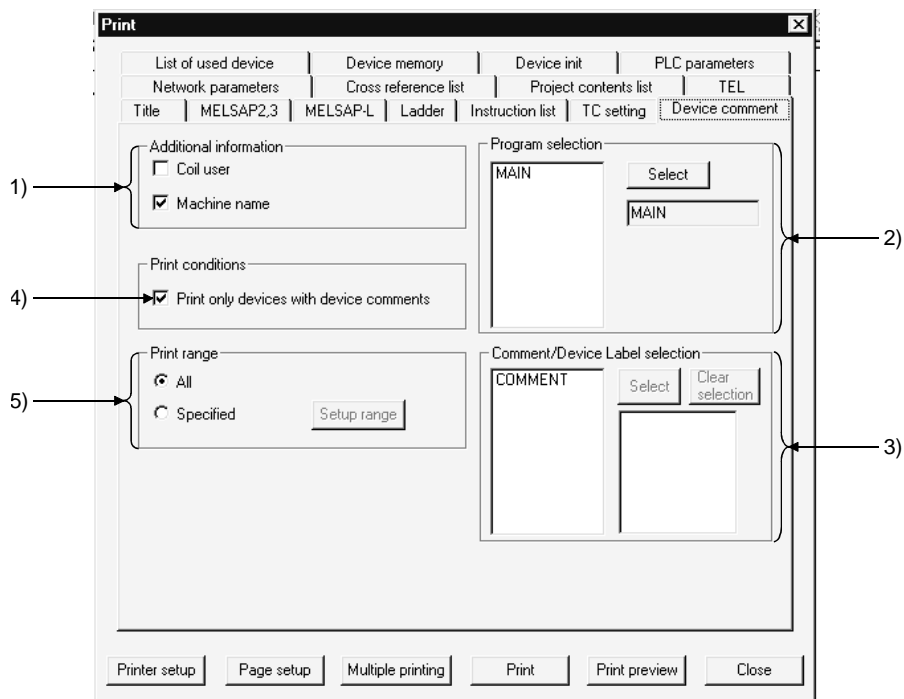 Print
List of used device Device memory Device init PLC parameters
Network parameters Cross reference list Project contents list TEL
Title MELSAP2,3 MELSAP-L Ladder Instruction list TC setting Device comment
Additional information
Coil user
Machine name
1)
Program selection
MAIN
Select
MAIN
2)
Print conditions
4)
Print only devices with device comments
Print range
All
5)
Specified
Setup range
Comment/Device Label selection
COMMENT
Select
Clear
selection
3)
Printer setup Page setup Multiple printing Print Print preview Close